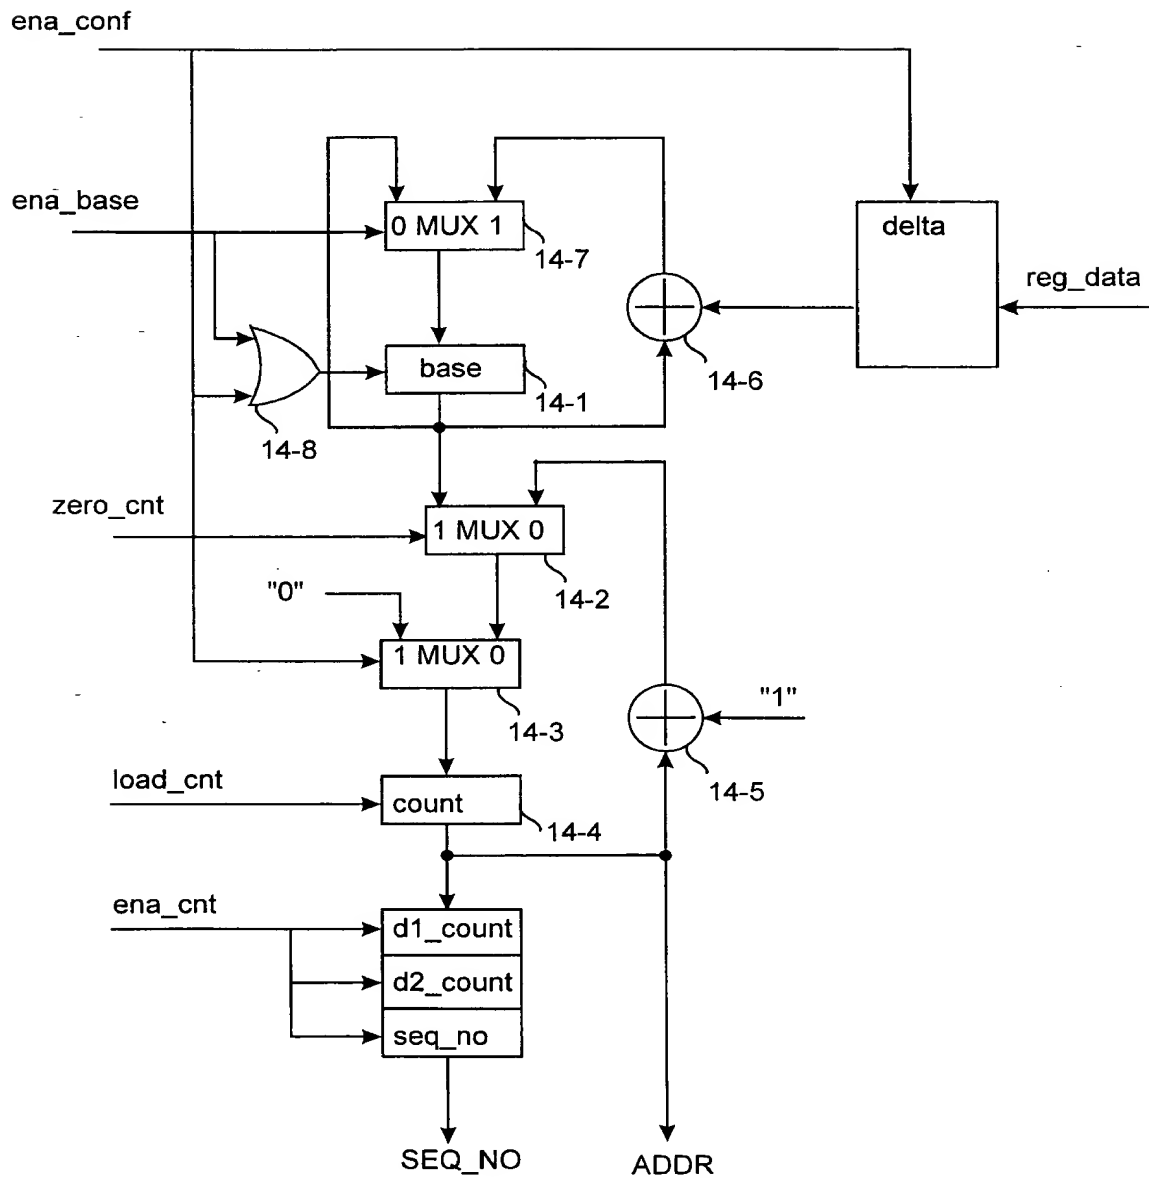 ena_conf
ena_base
0 MUX 1
14-7
delta
reg_data
14-6
base
14-1
14-8
zero_cnt
1 MUX 0
14-2
"0"
1 MUX 0
14-3
"1"
14-5
load_cnt
count
14-4
ena_cnt
d1_count
d2_count
seq_no
SEQ_NO
ADDR